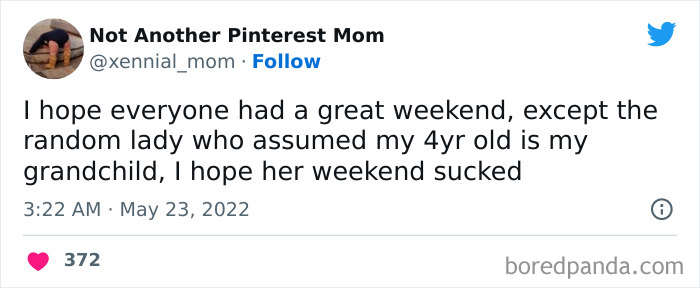 Not Another Pinterest Mom
@xennial_mom · Follow
I hope everyone had a great weekend, except the
random lady who assumed my 4yr old is my
grandchild, I hope her weekend sucked
3:22 AM · May 23, 2022
372
boredpanda.com